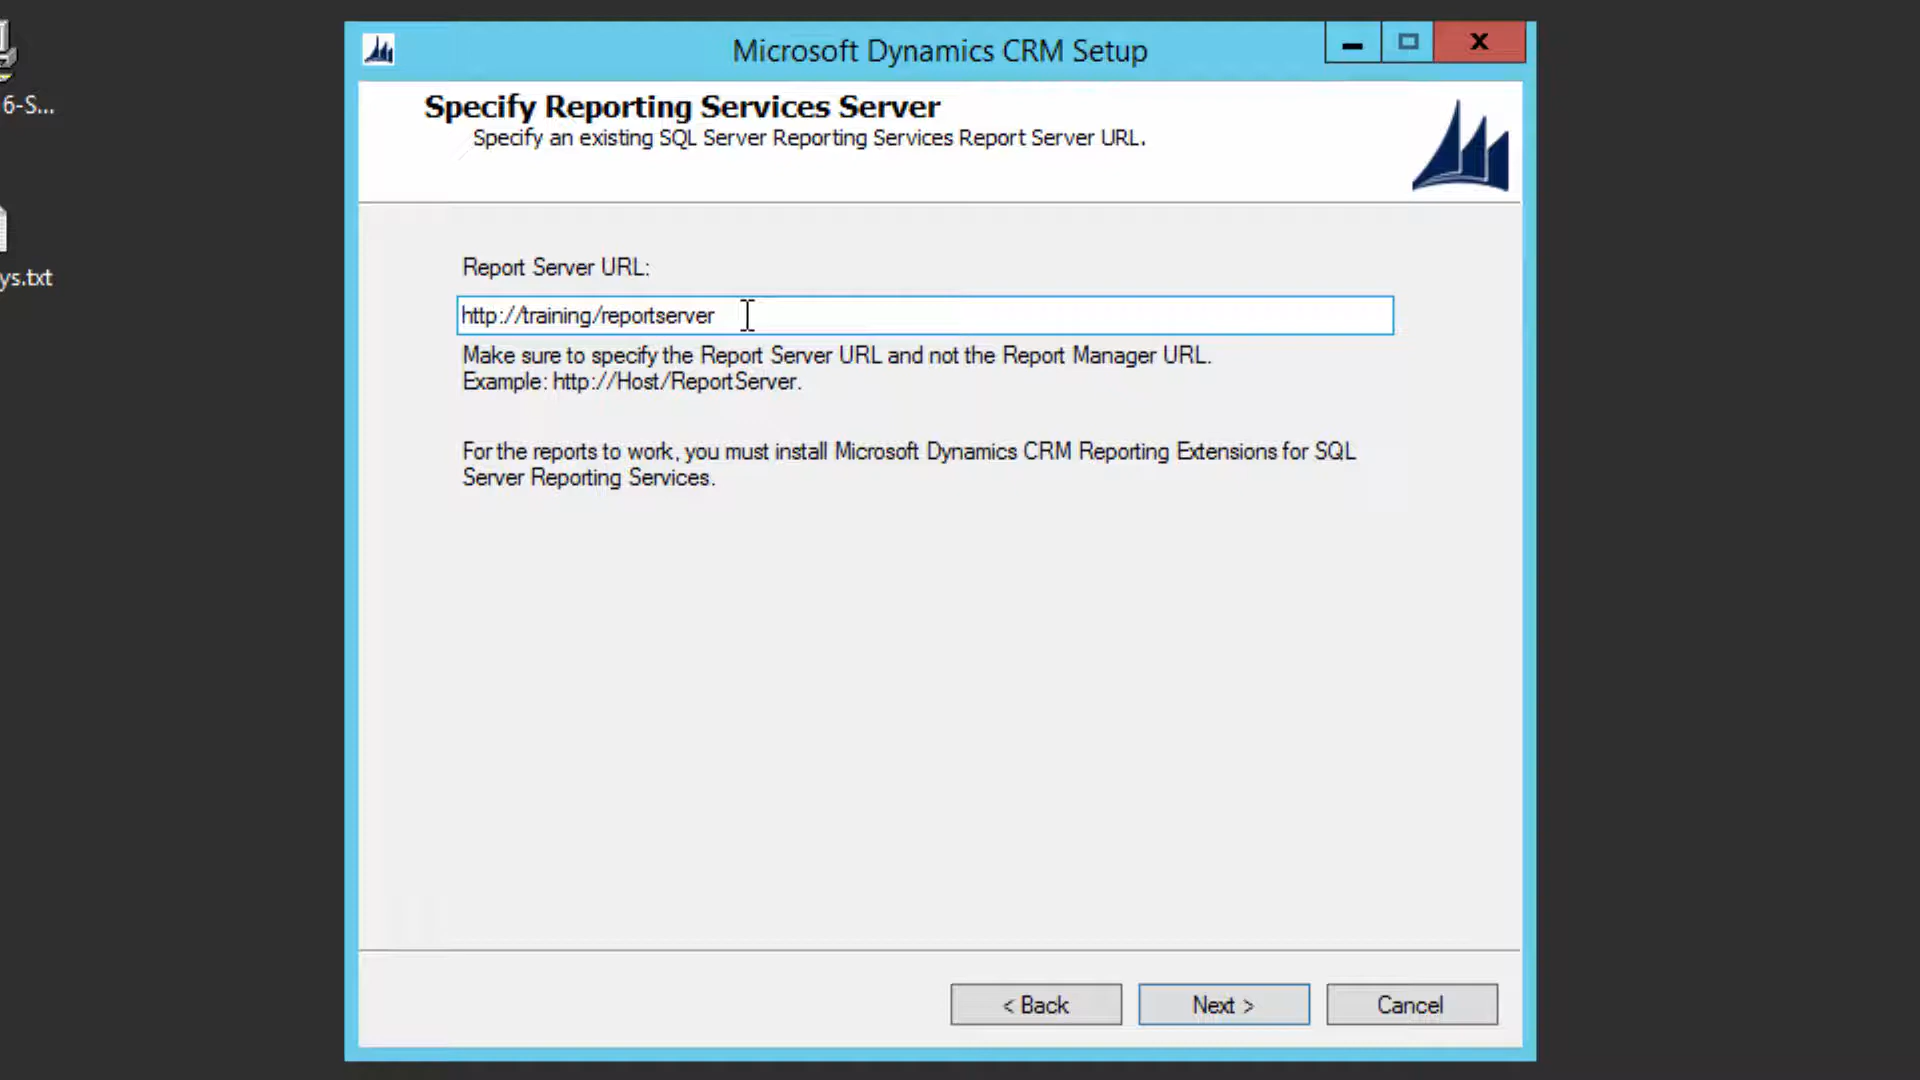 Microsoft Dynamics CRM Setup
X
6-S...
Specify Reporting Services Server
Specify an existing SQL Server Reporting Services Report Server URL.
ys.txt
Report Server URL:
http://training/reportserver
Make sure to specify the Report Server URL and not the Report Manager URL.
Example: http://Host/ReportServer.
For the reports to work, you must install Microsoft Dynamics CRM Reporting Extensions for SQL
Server Reporting Services.
< Back
Next >
Cancel